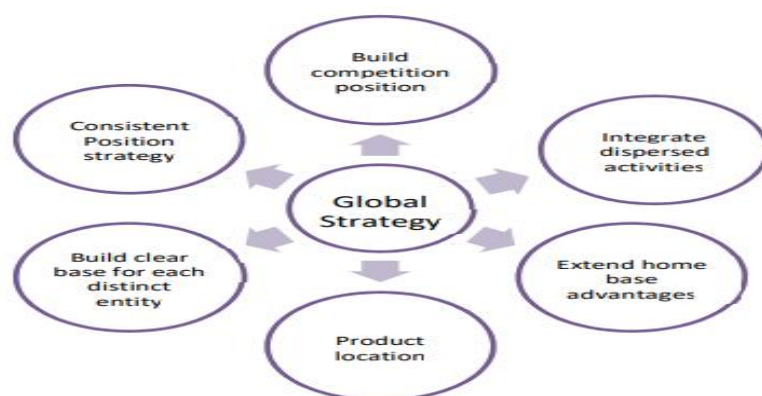 Build
competition
position
Consistent
Position
strategy
Integrate
dispersed
activities
Global
Strategy
Build clear
base for each
distinct
entity
Extend home
base
advantages
Product
location